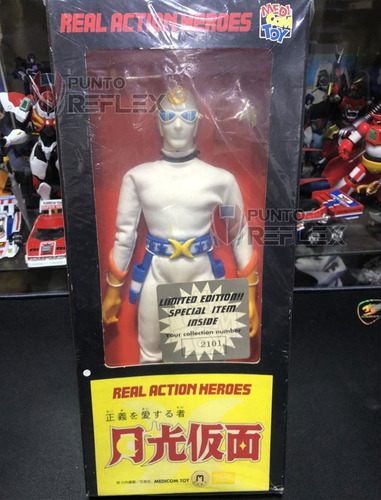 REAL ACTION HEROES
MEDI
COM
TOY
PUNTO
REFLEX
PUNTO
REFLEX
LIMITED EDITION!!
SPECIAL ITEM
INSIDE
Your collection number
2101
REAL ACTION HEROES
正義を愛する者
月光仮面
MEDICOM TOY